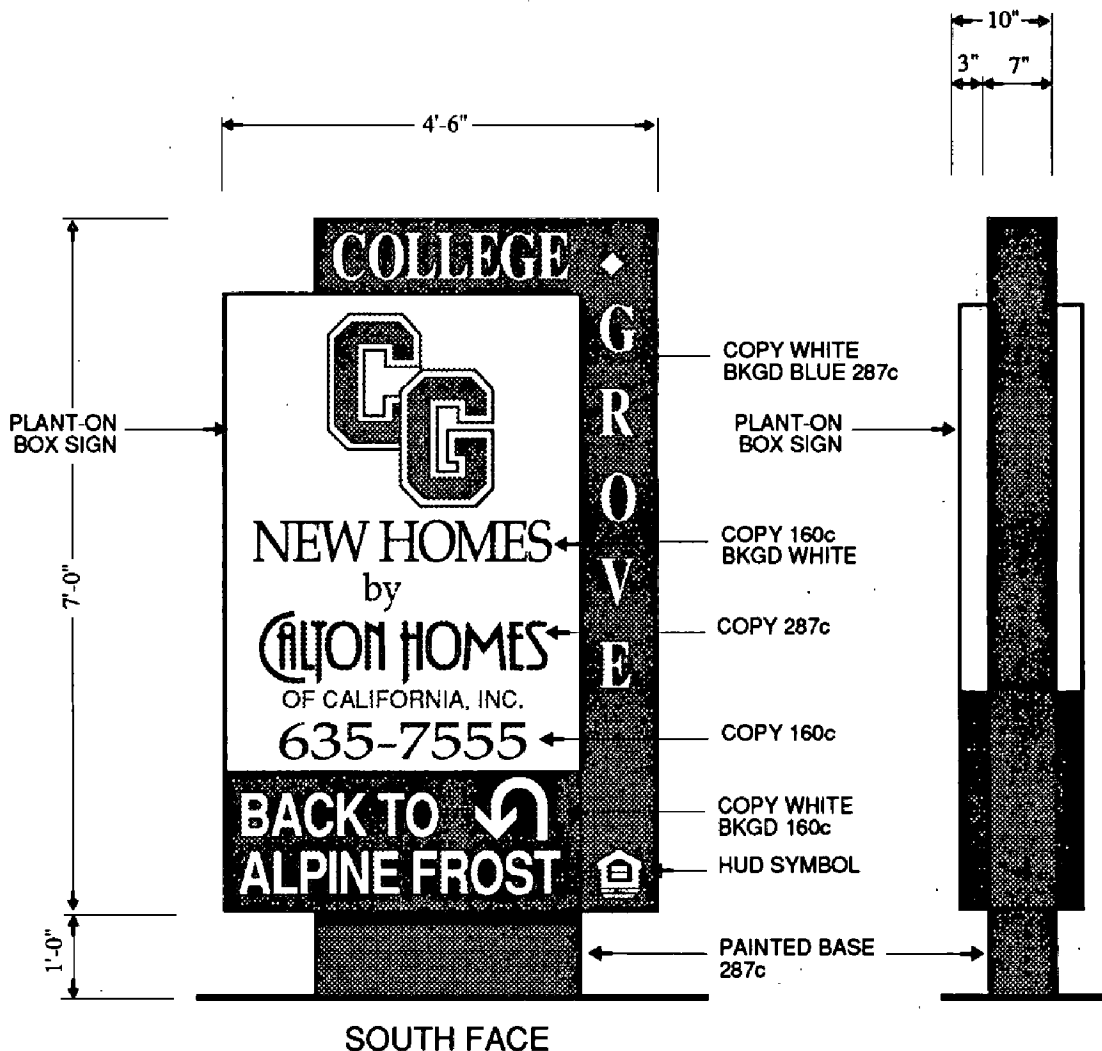 10"
3" 7"
4'-6"
COLLEGE
GROVE
CG
NEW HOMES
by
CALTON HOMES
OF CALIFORNIA, INC.
635-7555
BACK TO
ALPINE FROST
7'-0"
1'-0"
PLANT-ON
BOX SIGN
COPY WHITE
BKGD BLUE 287c
PLANT-ON
BOX SIGN
COPY 160c
BKGD WHITE
COPY 287c
COPY 160c
COPY WHITE
BKGD 160c
HUD SYMBOL
PAINTED BASE
287c
SOUTH FACE